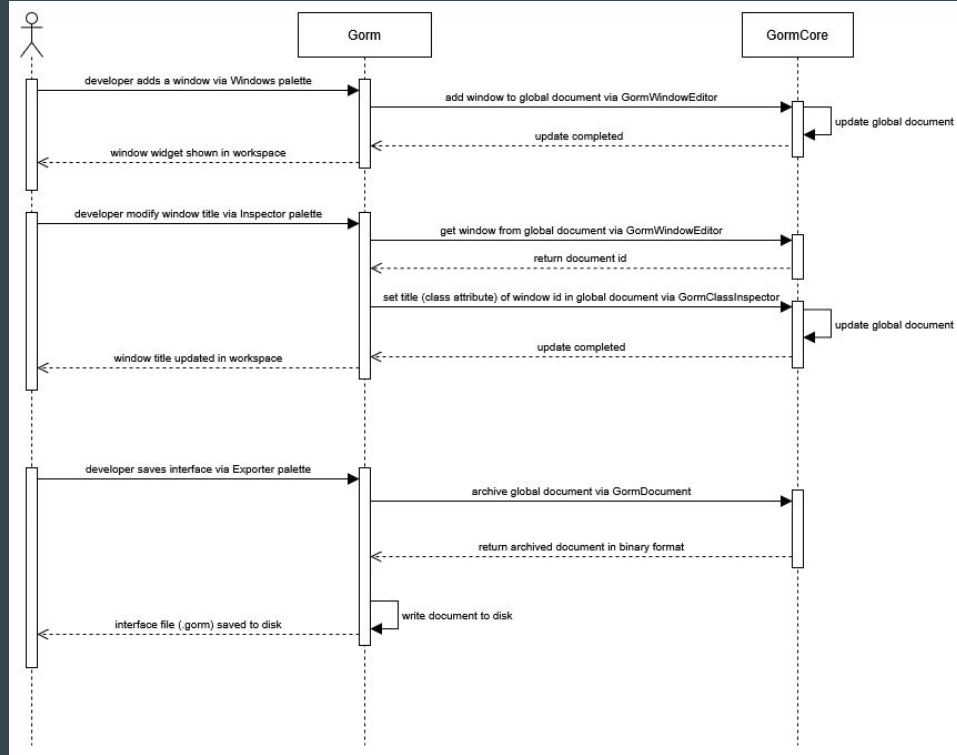 Gorm
GormCore
developer adds a window via Windows palette
add window to global document via GormWindowEditor
update global document
update completed
window widget shown in workspace
developer modify window title via Inspector palette
get window from global document via GormWindowEditor
return document id
set title (class attribute) of window id in global document via GormClassInspector
update global document
update completed
window title updated in workspace
developer saves interface via Exporter palette
archive global document via GormDocument
return archived document in binary format
write document to disk
interface file (.gorm) saved to disk